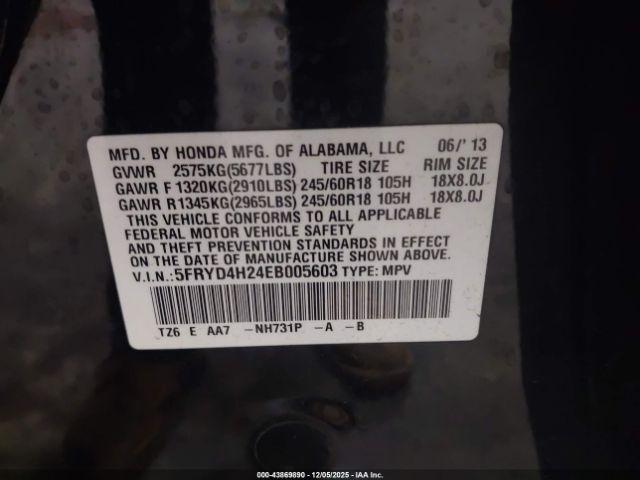 MFD. BY HONDA MFG. OF ALABAMA, LLC 06/' 13
GVWR 2575KG(5677LBS) TIRE SIZE RIM SIZE
GAWR F 1320KG(2910LBS) 245/60R18 105H 18X8.0J
GAWR R 1345KG(2965LBS) 245/60R18 105H 18X8.0J
THIS VEHICLE CONFORMS TO ALL APPLICABLE
FEDERAL MOTOR VEHICLE SAFETY
AND THEFT PREVENTION STANDARDS IN EFFECT
ON THE DATE OF MANUFACTURE SHOWN ABOVE.
V.I.N.:5FRYD4H24EB005603 TYPE: MPV
TZ6 E AA7 -NH731P -A -B
000-43869890 - 12/05/2025 - IAA Inc.